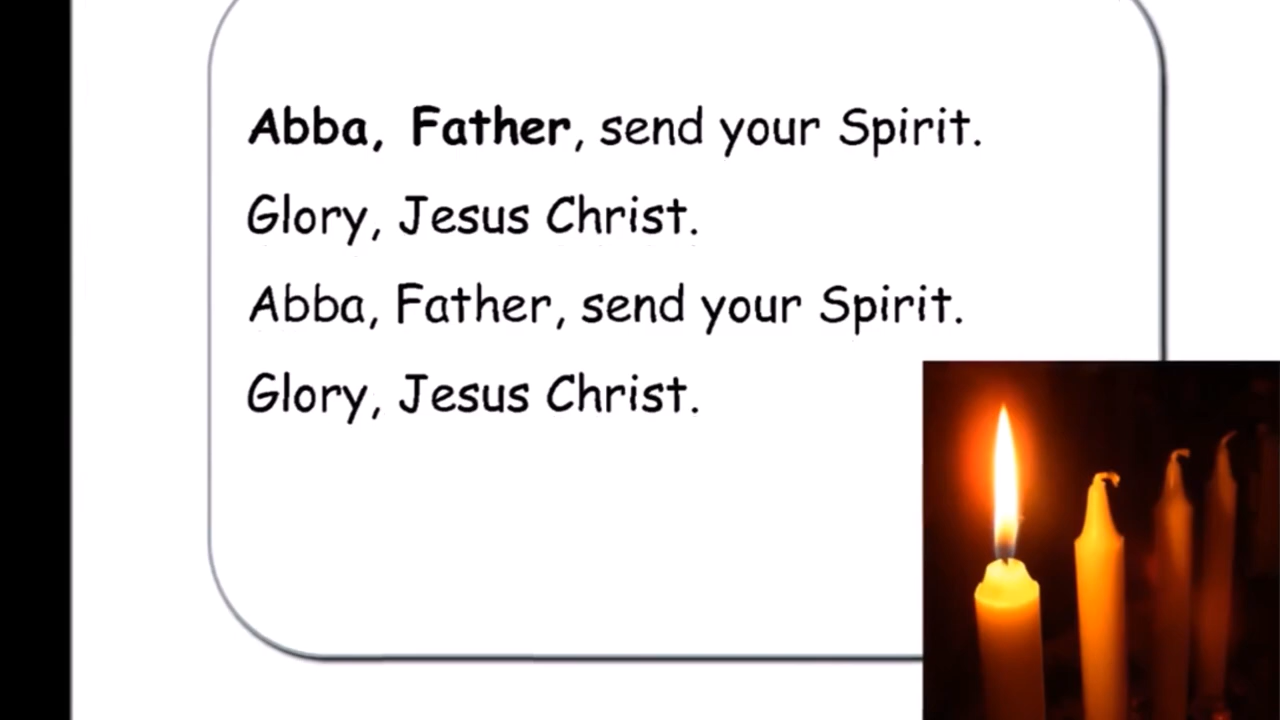 Abba, Father, send your Spirit.
Glory, Jesus Christ.
Abba, Father, send your Spirit.
Glory, Jesus Christ.